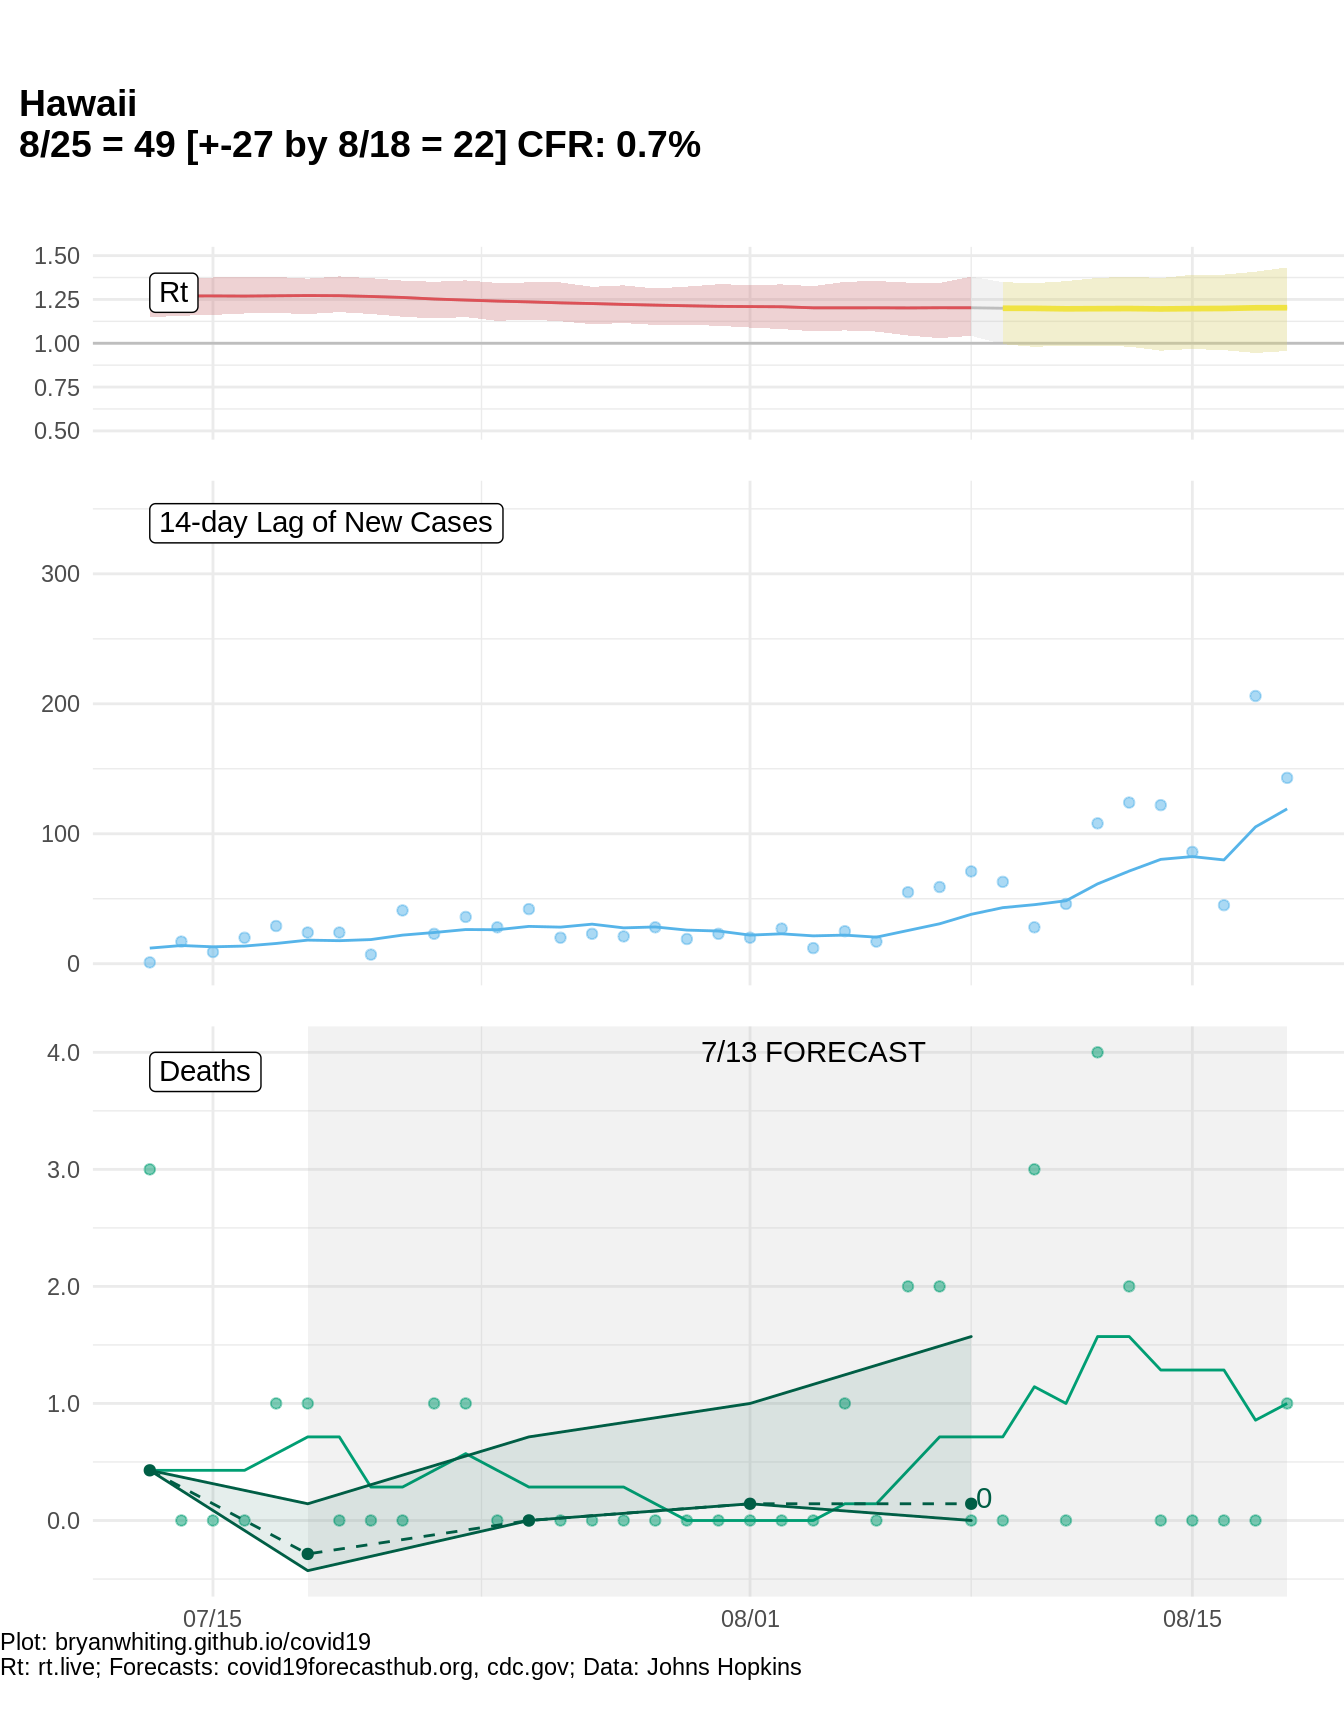 Hawaii
8/25 = 49 [+-27 by 8/18 = 22] CFR: 0.7%
1.50
Rt
1.25
1.00
0.75
0.50
14-day Lag of New Cases
300
200
100
0
7/13 FORECAST
4.0
Deaths
3.0
2.0
1.0
0
0.0
07/15 08/01 08/15
Plot: bryanwhiting.github.io/covid19
Rt: rt.live; Forecasts: covid19forecasthub.org, cdc.gov; Data: Johns Hopkins